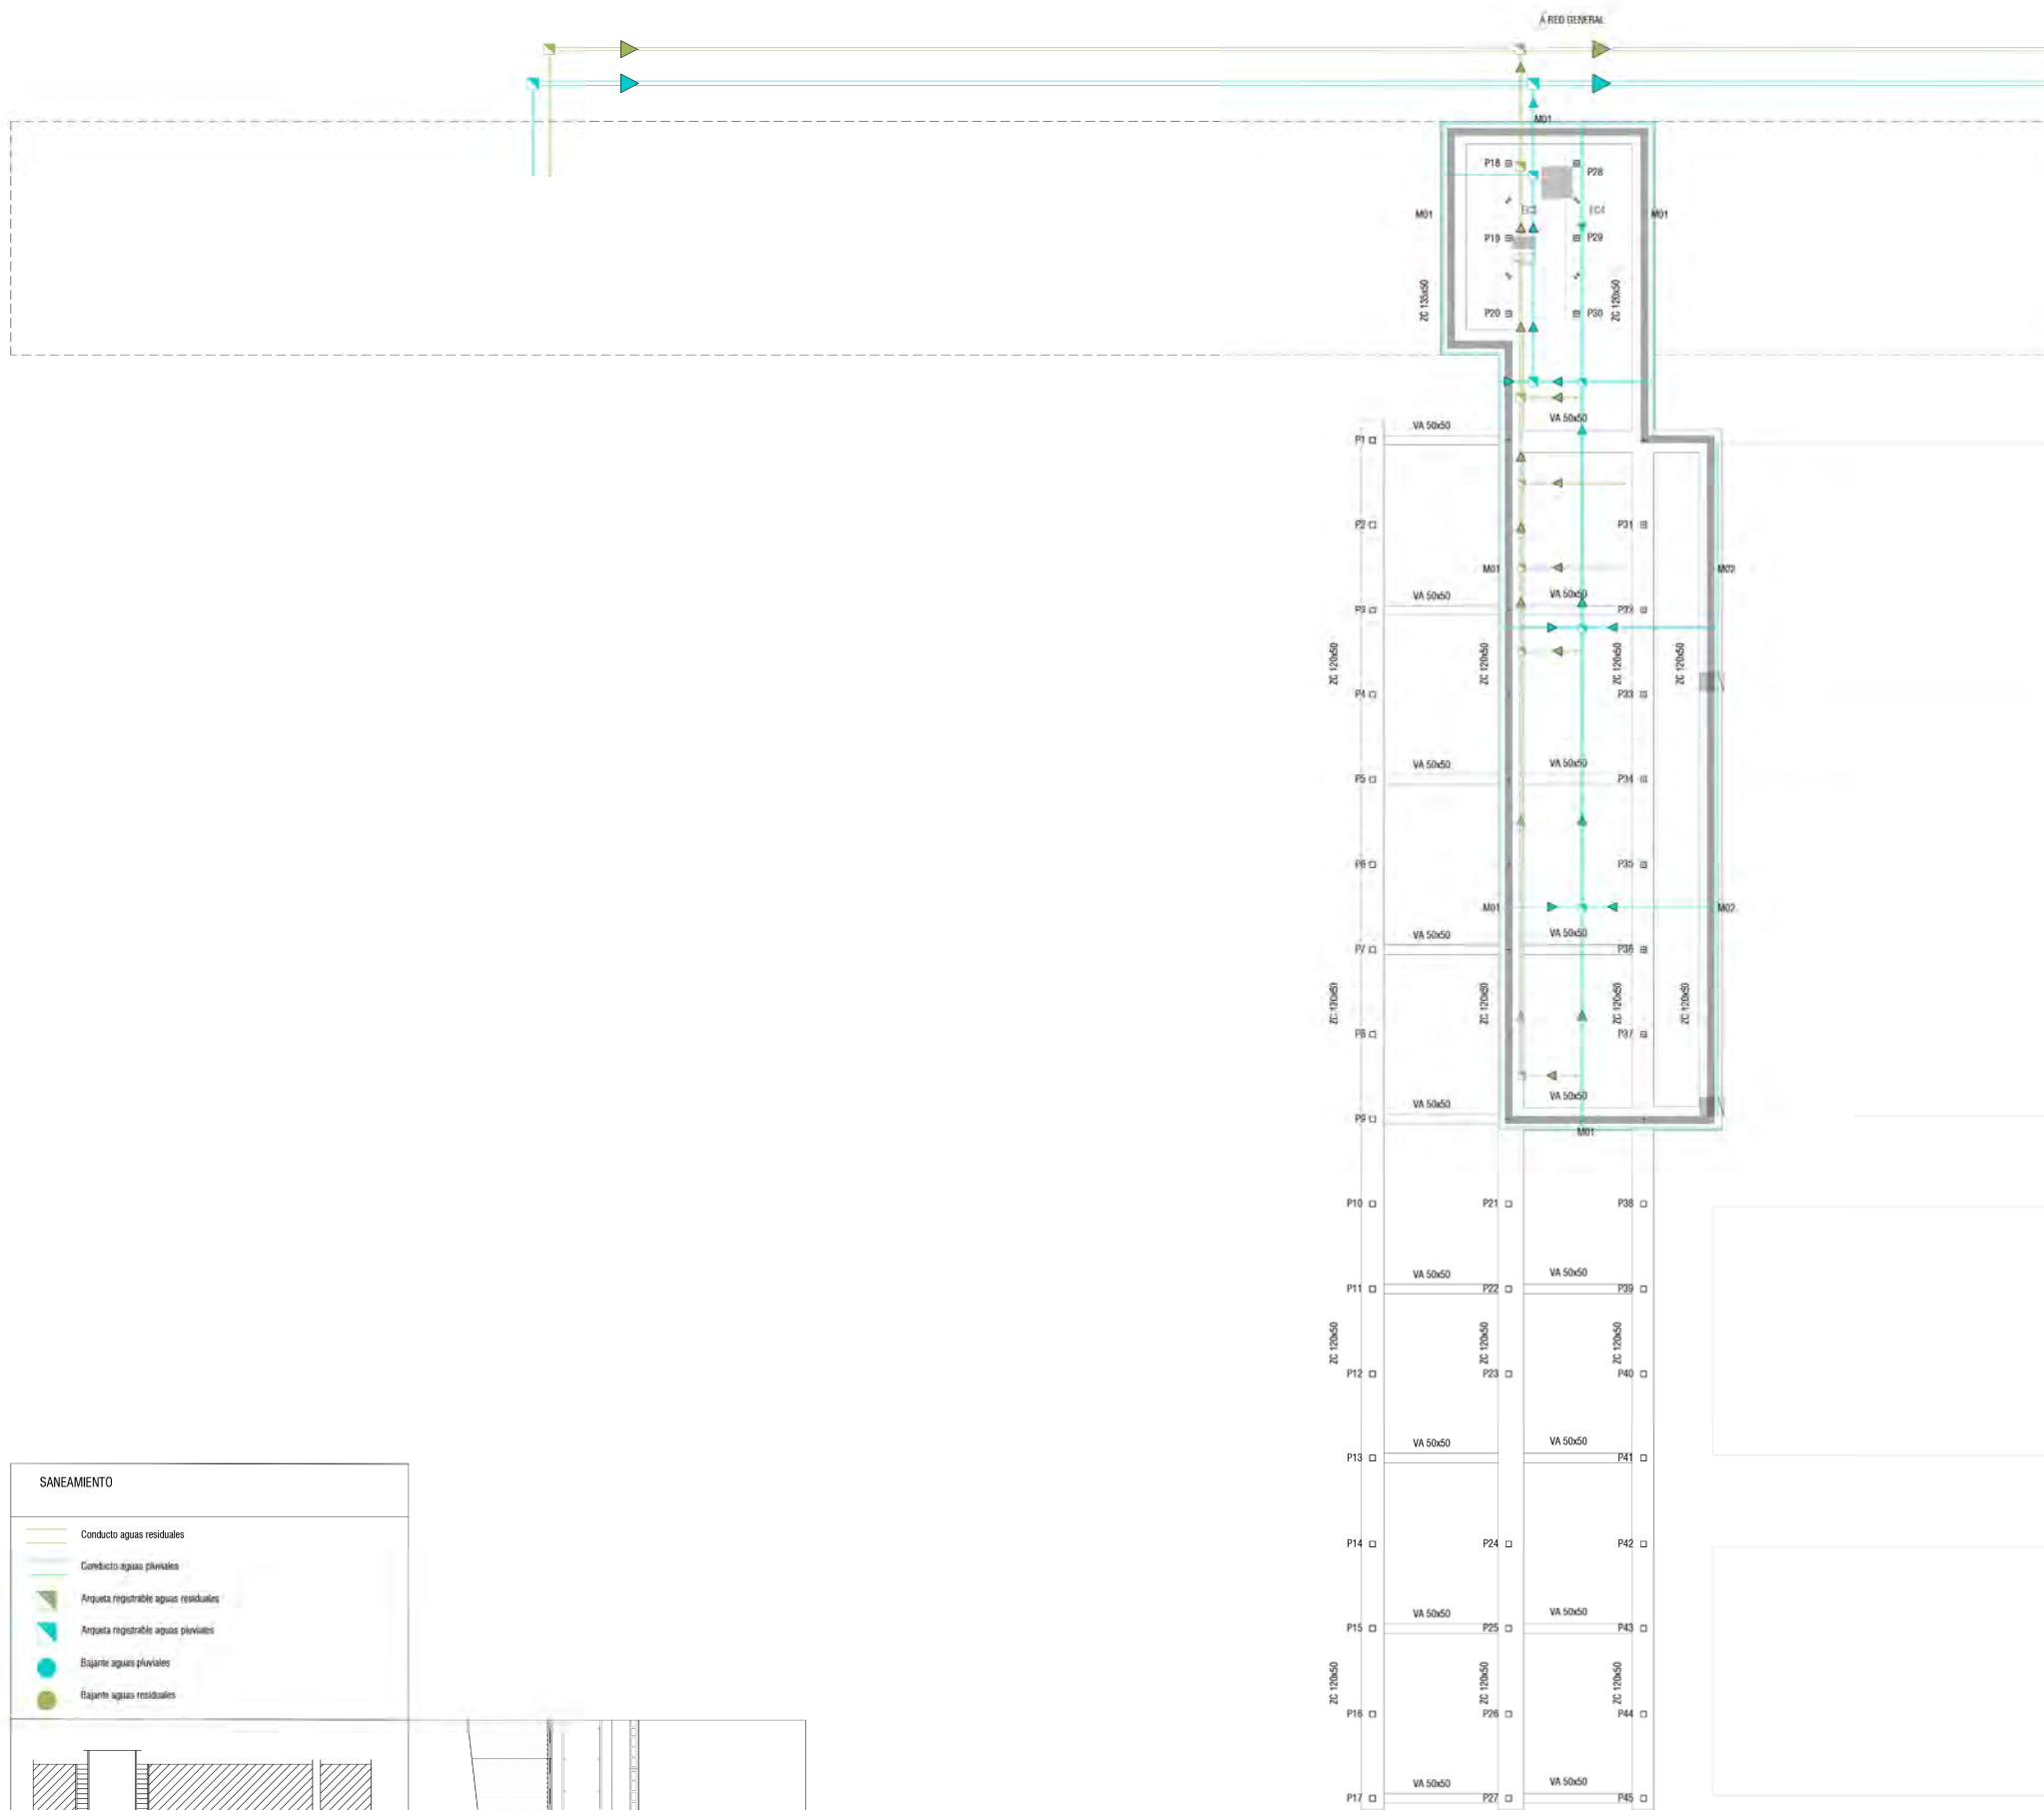 A RED GENERAL
M01
P18
P28
EC3
EC4
M01
M01
P19
P29
ZC 135x50
ZC 120x50
P20
P30
VA 50x50
VA 50x50
P1
P2
P31
M01
M02
VA 50x50
VA 50x50
P3
P32
ZC 120x50
ZC 120x50
ZC 120x50
ZC 120x50
P4
P33
VA 50x50
VA 50x50
P5
P34
P6
P35
M01
M02
VA 50x50
VA 50x50
P7
P36
ZC 120x50
ZC 120x50
ZC 120x50
ZC 120x50
P8
P37
VA 50x50
VA 50x50
P9
M01
P10
P21
P38
VA 50x50
VA 50x50
P11
P22
P39
ZC 120x50
ZC 120x50
ZC 120x50
P12
P23
P40
VA 50x50
VA 50x50
P13
P41
P14
P24
P42
VA 50x50
VA 50x50
P15
P25
P43
ZC 120x50
ZC 120x50
ZC 120x50
P16
P26
P44
VA 50x50
VA 50x50
P17
P27
P45
SANEAMIENTO
Conducto aguas residuales
Conducto aguas pluviales
Arqueta registrable aguas residuales
Arqueta registrable aguas pluviales
Bajante aguas pluviales
Bajante aguas residuales